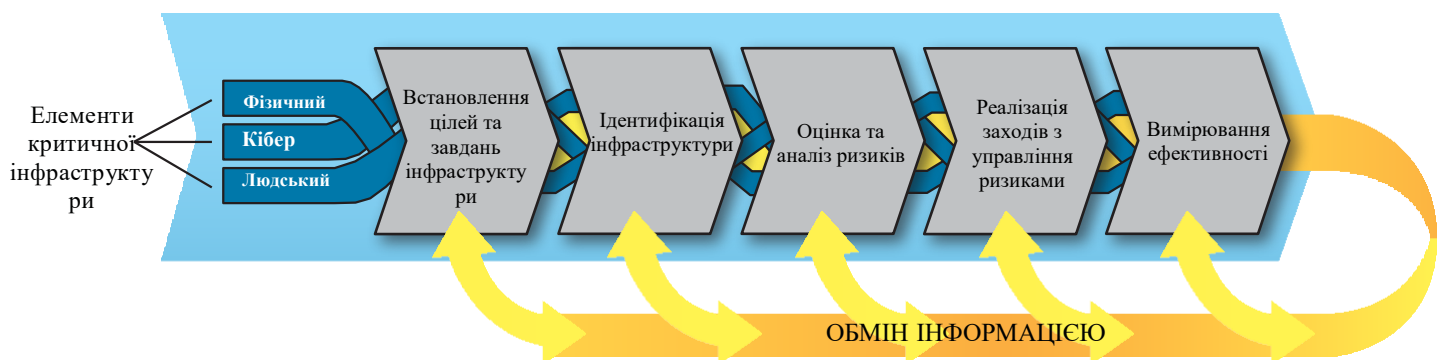 Елементи
критичної
інфраструкту
ри
Фізичний
Кібер
Людський
Встановлення
цілей та
завдань
інфраструкту
ри
Ідентифікація
інфраструктури
Оцінка та
аналіз ризиків
Реалізація
заходів з
управління
ризиками
Вимірювання
ефективності
ОБМІН ІНФОРМАЦІЄЮ